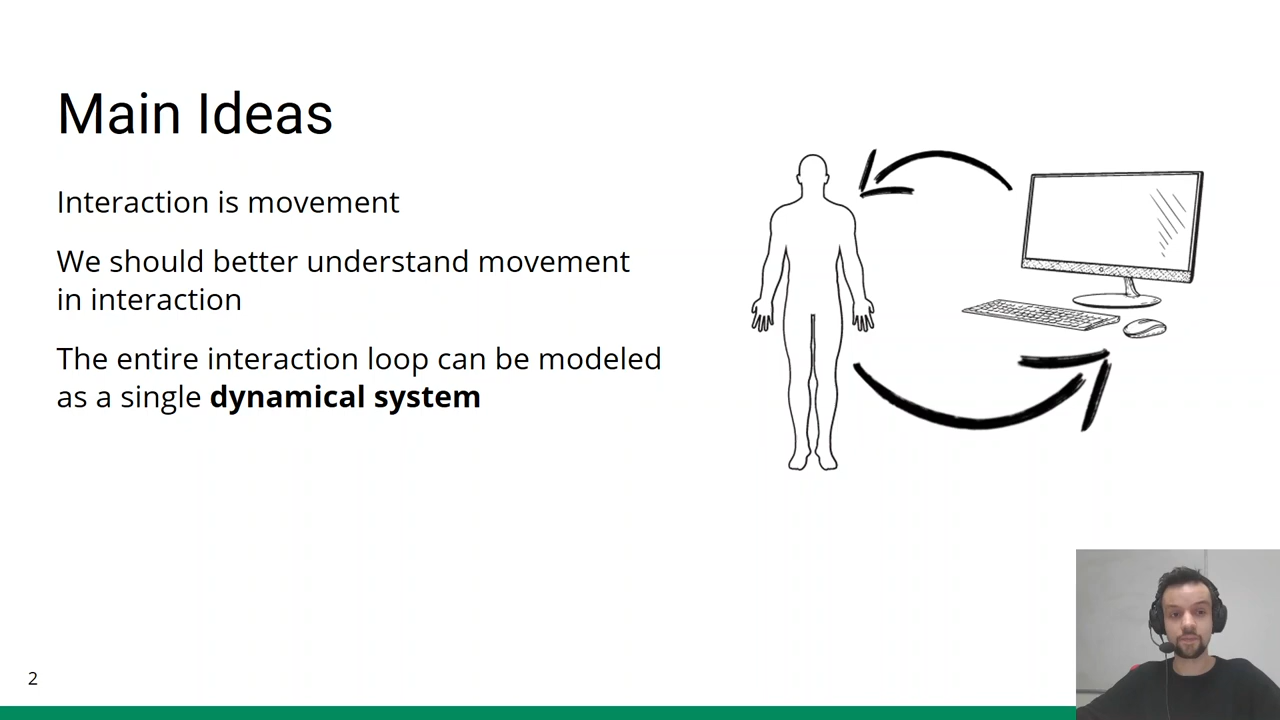 Main Ideas
Interaction is movement
We should better understand movement
in interaction
The entire interaction loop can be modeled
as a single dynamical system
2